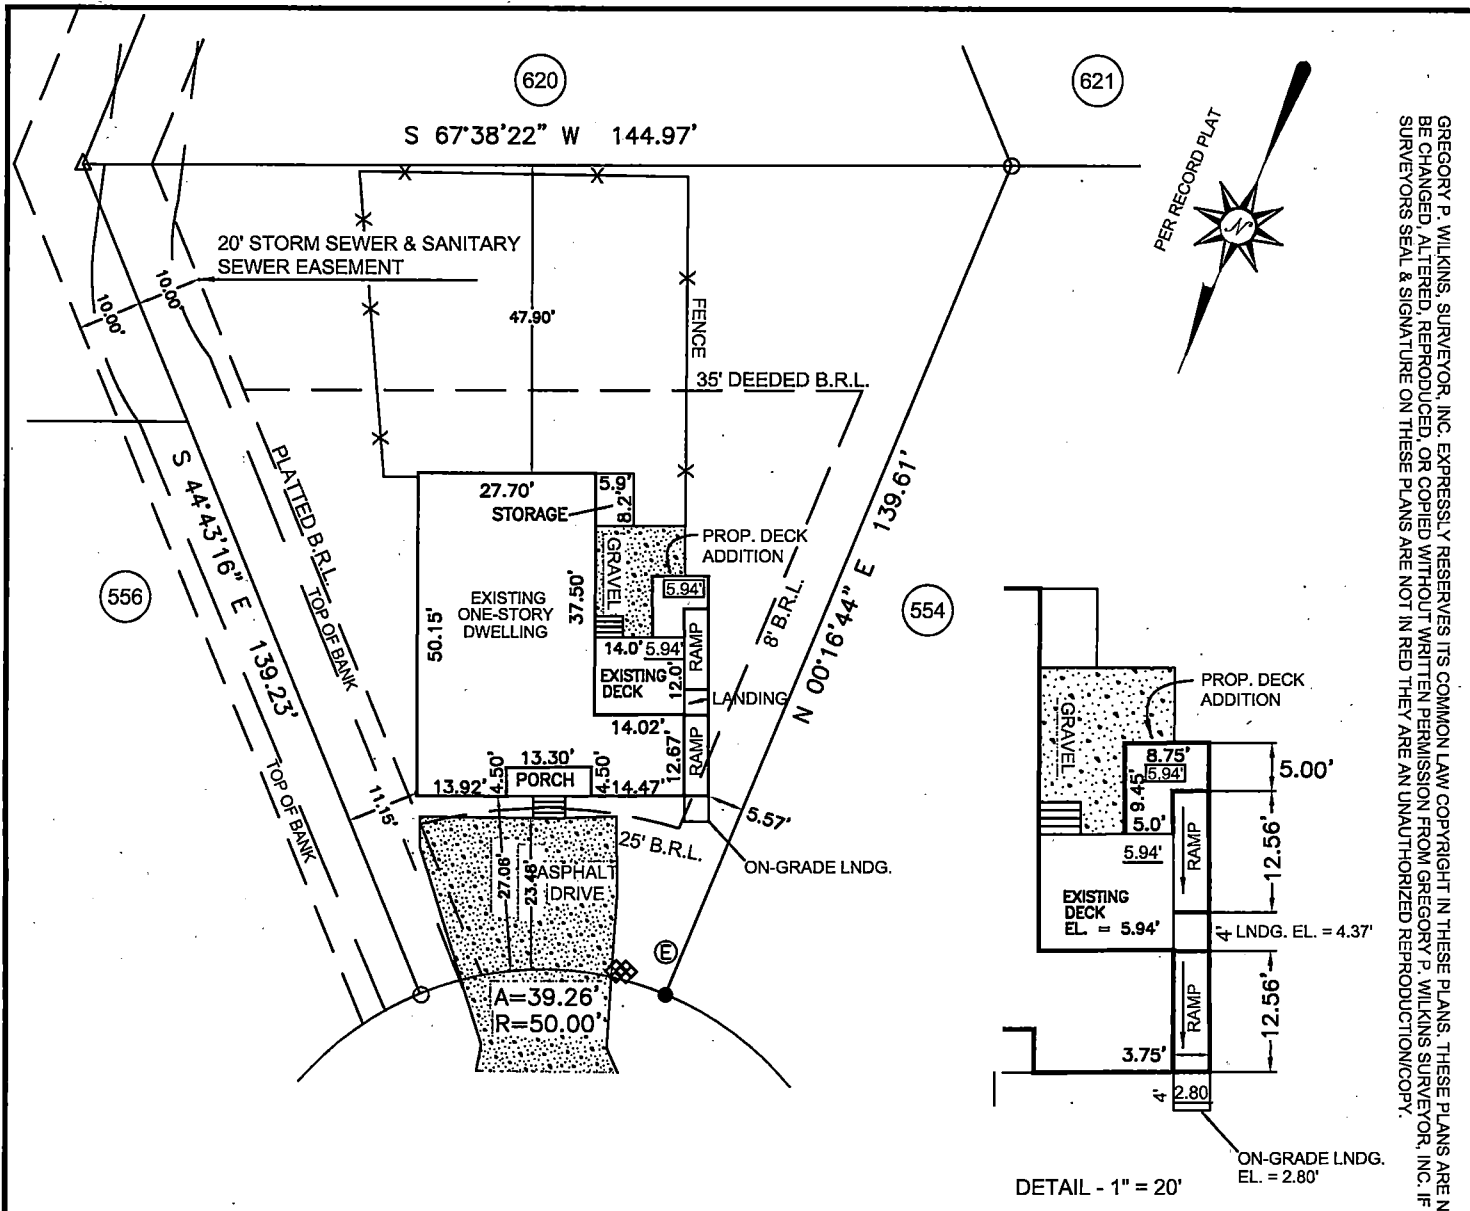 620
621
S 67°38'22" W 144.97'
PER RECORD PLAT
N
20' STORM SEWER & SANITARY
SEWER EASEMENT
10.00'
10.00'
47.90'
FENCE
35' DEEDED B.R.L.
S 44°43'16" E 139.23'
PLATTED B.R.L.
TOP OF BANK
TOP OF BANK
556
554
N 00°16'44" E 139.61'
8' B.R.L.
27.70'
5.9'
8.2'
STORAGE
GRAVEL
PROP. DECK
ADDITION
5.94'
EXISTING
ONE-STORY
DWELLING
37.50'
50.15'
14.0'
5.94'
RAMP
EXISTING
DECK
12.0'
LANDING
14.02'
12.67'
RAMP
13.30'
PORCH
4.50'
4.50'
13.92'
14.47'
11.15'
5.57'
25' B.R.L.
ON-GRADE LNDG.
27.06'
23.48'
ASPHALT
DRIVE
E
A=39.26'
R=50.00'
PROP. DECK
ADDITION
GRAVEL
8.75'
5.94'
9.45'
5.0'
5.00'
5.94'
RAMP
12.56'
EXISTING
DECK
EL. = 5.94'
4'
LNDG. EL. = 4.37'
RAMP
12.56'
3.75'
4'
2.80
ON-GRADE LNDG.
EL. = 2.80'
DETAIL - 1" = 20'
GREGORY P. WILKINS, SURVEYOR, INC. EXPRESSLY RESERVES ITS COMMON LAW COPYRIGHT IN THESE PLANS. THESE PLANS ARE N
BE CHANGED, ALTERED, REPRODUCED, OR COPIED WITHOUT WRITTEN PERMISSION FROM GREGORY P. WILKINS SURVEYOR, INC. IF
SURVEYORS SEAL & SIGNATURE ON THESE PLANS ARE NOT IN RED THEY ARE AN UNAUTHORIZED REPRODUCTION/COPY.